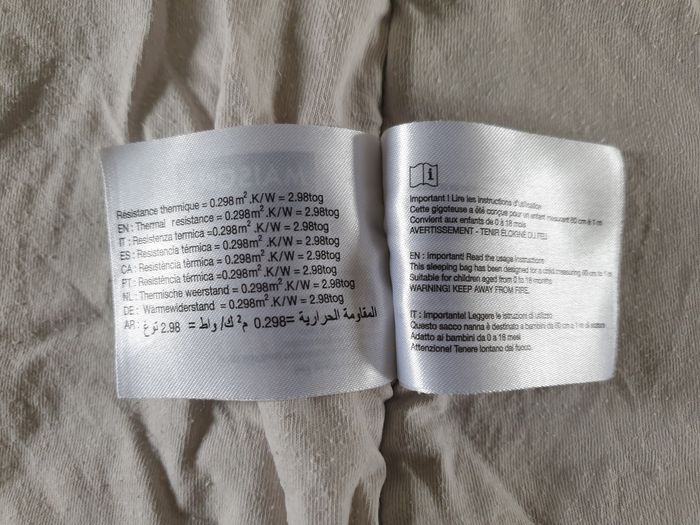 Résistance thermique = 0.298 m².K/W = 2.98tog
EN : Thermal resistance = 0.298m².K/W = 2.98tog
IT : Resistenza termica =0.298m².K/W = 2.98tog
ES : Resistencia térmica = 0.298m².K/W = 2.98tog
CA : Resistència tèrmica = 0.298m².K/W = 2.98tog
PT : Resistência térmica =0.298m².K/W = 2.98tog
NL : Thermische weerstand = 0.298m².K/W = 2.98tog
DE : Wärmewiderstand = 0.298m².K/W = 2.98tog
AR : المقاومة الحرارية =0.298 م² ك/ واط = 2.98 توغ
Important ! Lire les instructions d'utilisation
Cette gigoteuse a été conçue pour un enfant mesurant 80 cm à 1 m
Convient aux enfants de 0 à 18 mois
AVERTISSEMENT - TENIR ÉLOIGNÉ DU FEU
EN : Important! Read the usage instructions
This sleeping bag has been designed for a child measuring cm to 1 m
Suitable for children aged from 0 to 18 months
WARNING! KEEP AWAY FROM FIRE.
IT : Importante! Leggere le istruzioni di utilizzo
Questo sacco nanna è destinato a bambini da 80 cm a 1 m di
Adatto ai bambini da 0 a 18 mesi
Attenzione! Tenere lontano dal fuoco.